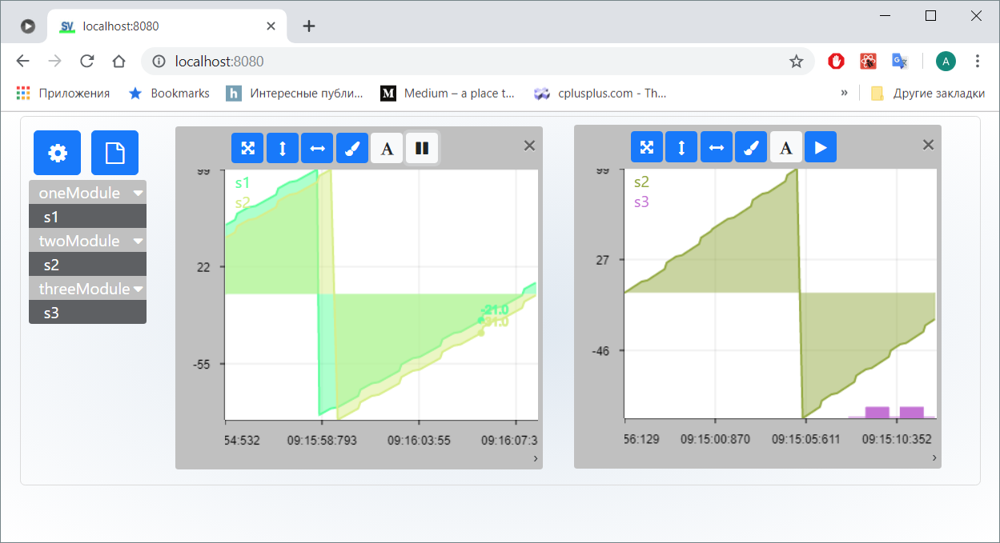 SV localhost:8080
localhost:8080
A
Приложения
Bookmarks
h Интересные публи...
M Medium – a place t...
cplusplus.com - Th...
»
Другие закладки
oneModule
s1
twoModule
s2
threeModule
s3
A
99
22
-55
s1
s2
-21.0
-31.0
54:532
09:15:58:793
09:16:03:55
09:16:07:3
A
99
27
-46
s2
s3
56:129
09:15:00:870
09:15:05:611
09:15:10:352